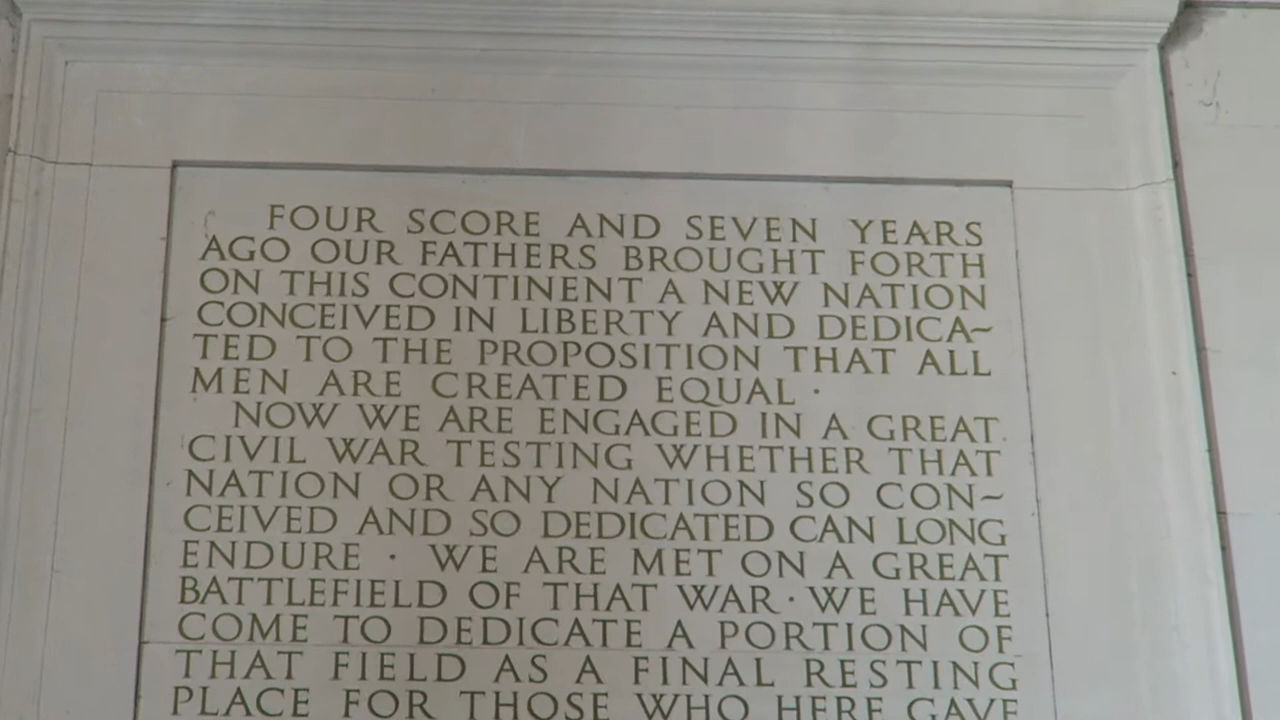 FOUR SCORE AND SEVEN YEARS
AGO OUR FATHERS BROUGHT FORTH
ON THIS CONTINENT A NEW NATION
CONCEIVED IN LIBERTY AND DEDICA~
TED TO THE PROPOSITION THAT ALL
MEN ARE CREATED EQUAL ·
NOW WE ARE ENGAGED IN A GREAT
CIVIL WAR TESTING WHETHER THAT
NATION OR ANY NATION SO CON~
CEIVED AND SO DEDICATED CAN LONG
ENDURE · WE ARE MET ON A GREAT
BATTLEFIELD OF THAT WAR · WE HAVE
COME TO DEDICATE A PORTION OF
THAT FIELD AS A FINAL RESTING
PLACE FOR THOSE WHO HERE GAVE